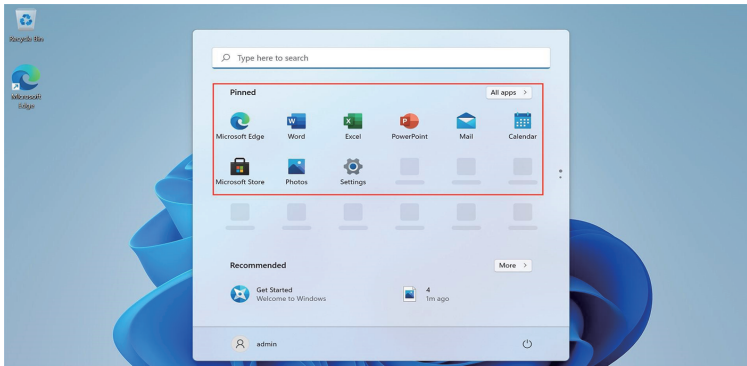 Recycle Bin
Microsoft
Edge
Type here to search
Pinned
All apps >
Microsoft Edge
Word
Excel
PowerPoint
Mail
Calendar
Microsoft Store
Photos
Settings
Recommended
More >
Get Started
Welcome to Windows
4
1m ago
admin